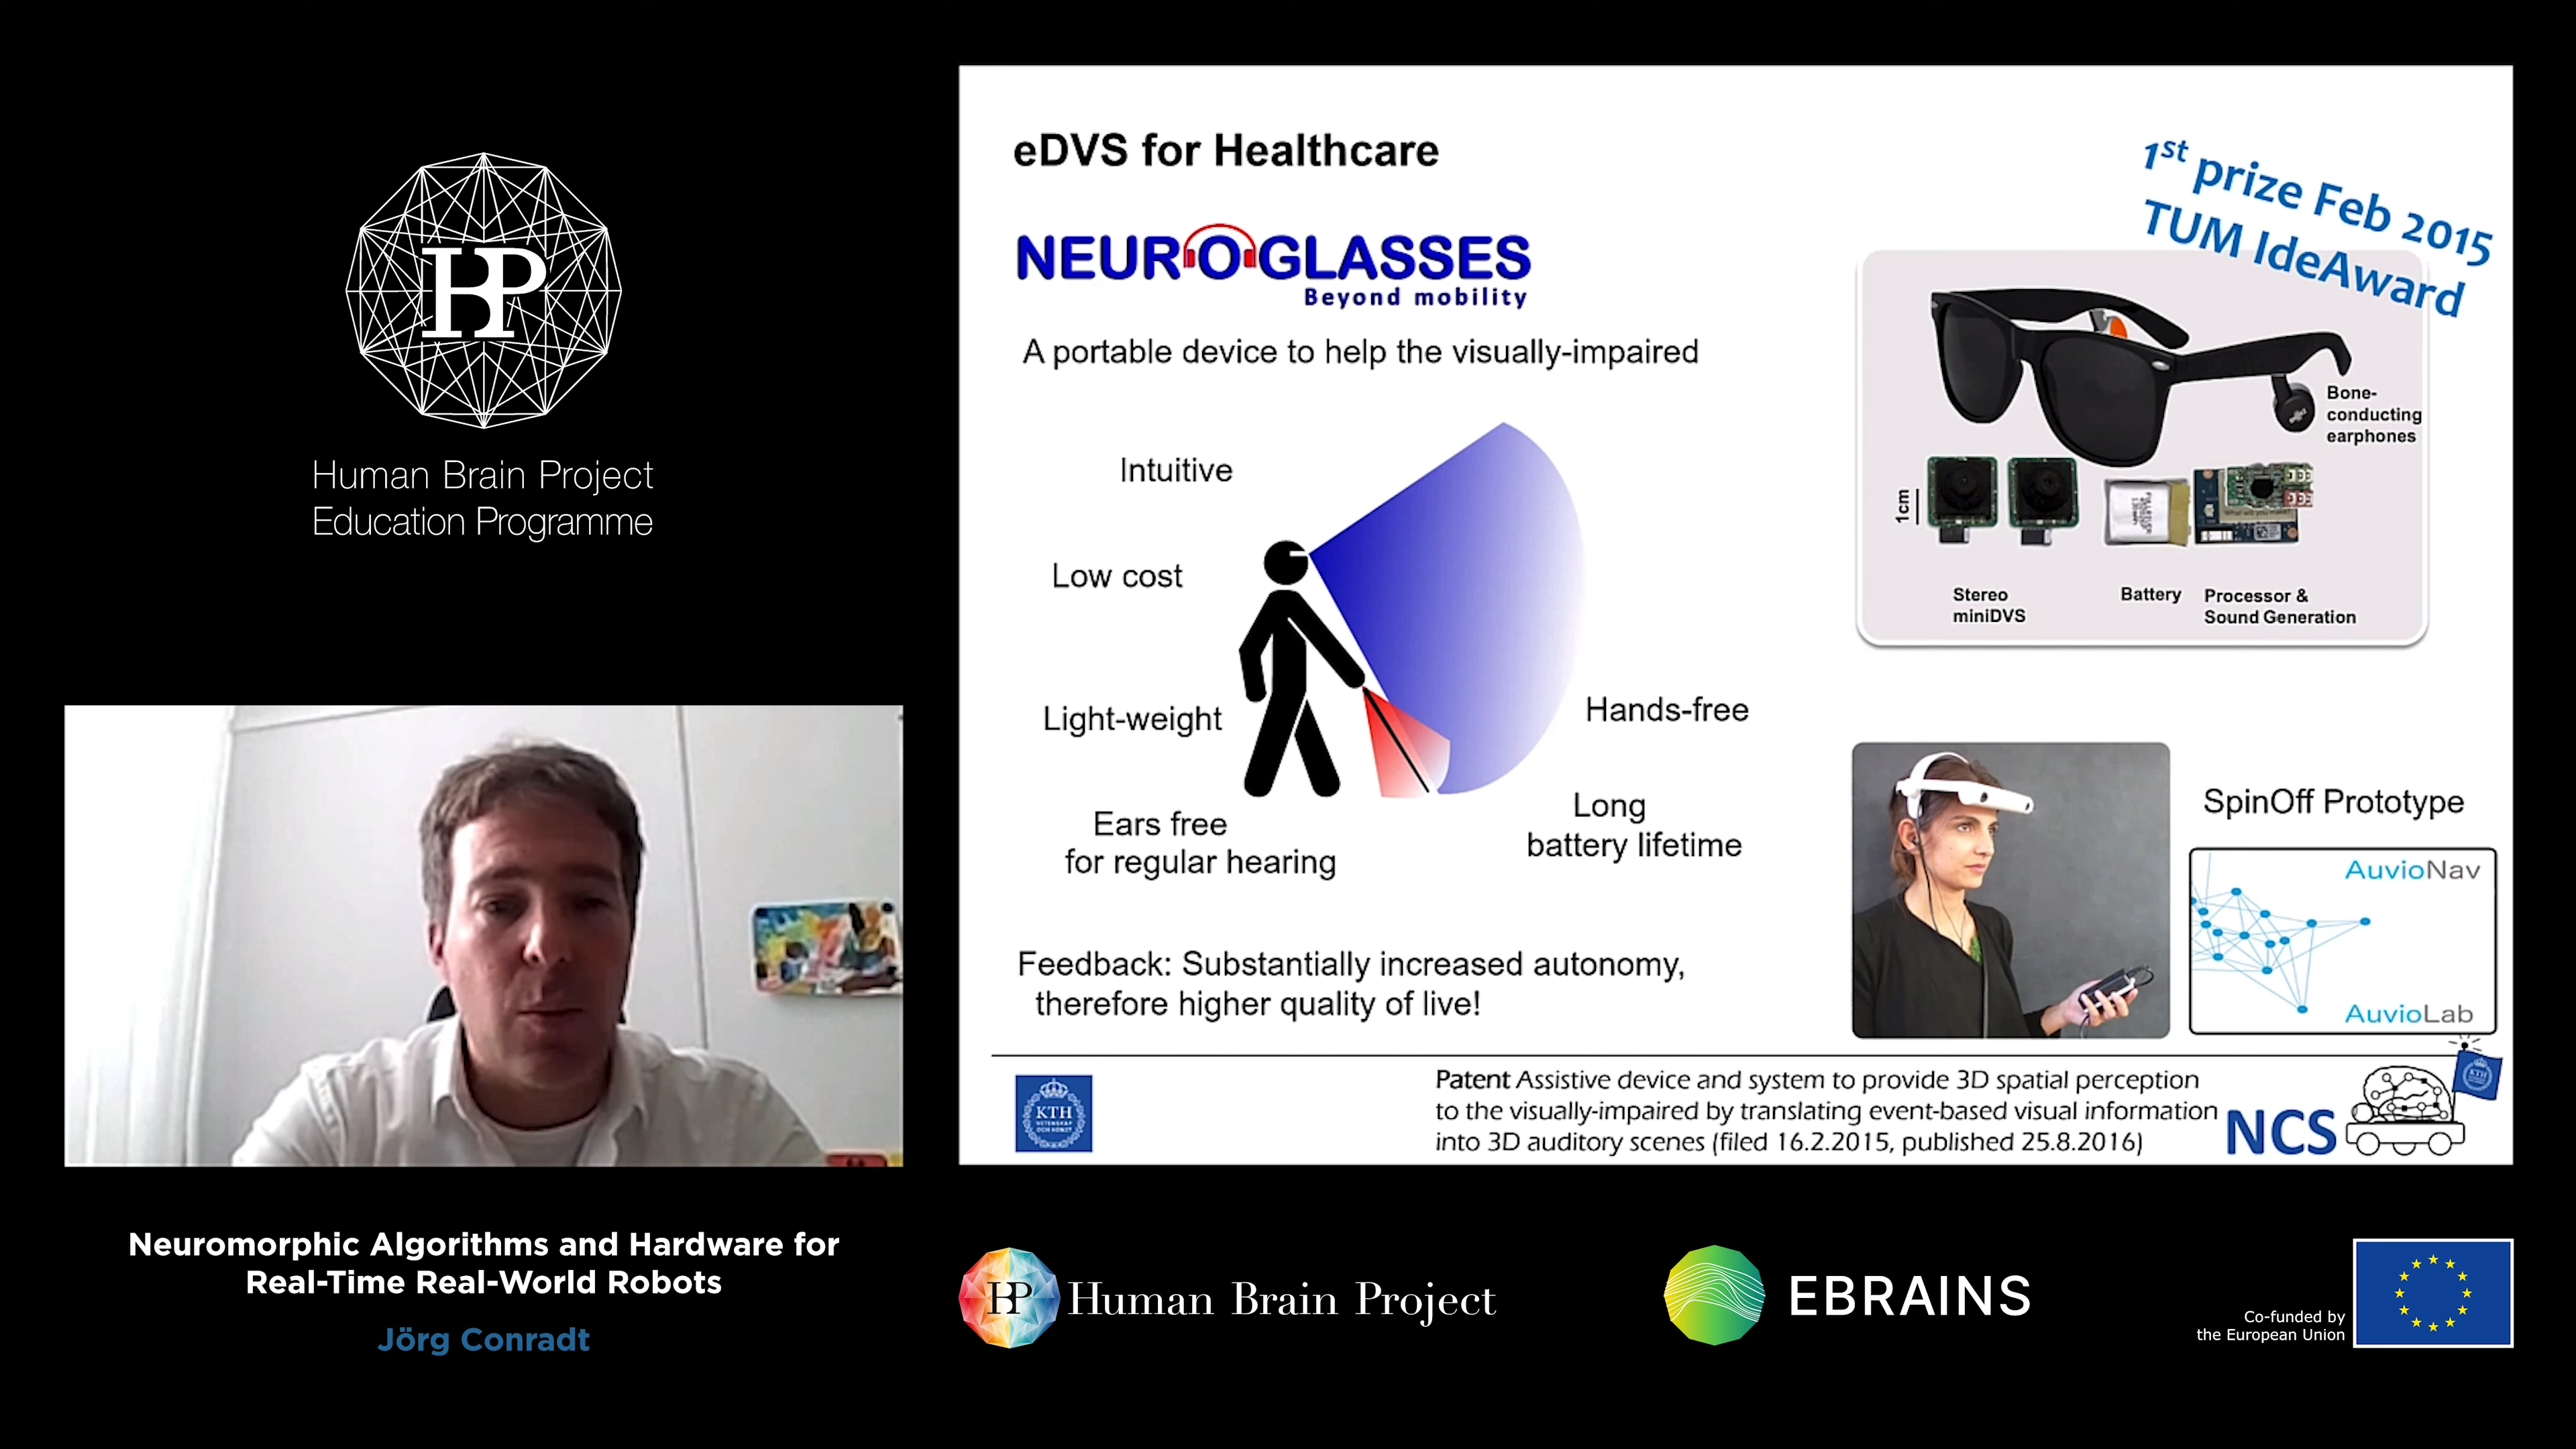 HBP
Human Brain Project
Education Programme
eDVS for Healthcare
1st prize Feb 2015
TUM IdeAward
NEUROGLASSES
Beyond mobility
A portable device to help the visually-impaired
Intuitive
Low cost
Light-weight
Ears free
for regular hearing
Hands-free
Long
battery lifetime
Feedback: Substantially increased autonomy,
therefore higher quality of live!
Bone-
conducting
earphones
1cm
Stereo
miniDVS
Battery
Processor &
Sound Generation
SpinOff Prototype
AuvioNav
AuvioLab
KTH
VETENSKAP
OCH KONST
Patent Assistive device and system to provide 3D spatial perception
to the visually-impaired by translating event-based visual information
into 3D auditory scenes (filed 16.2.2015, published 25.8.2016)
NCS
KTH
Neuromorphic Algorithms and Hardware for
Real-Time Real-World Robots
Jörg Conradt
HBP Human Brain Project
EBRAINS
Co-funded by
the European Union